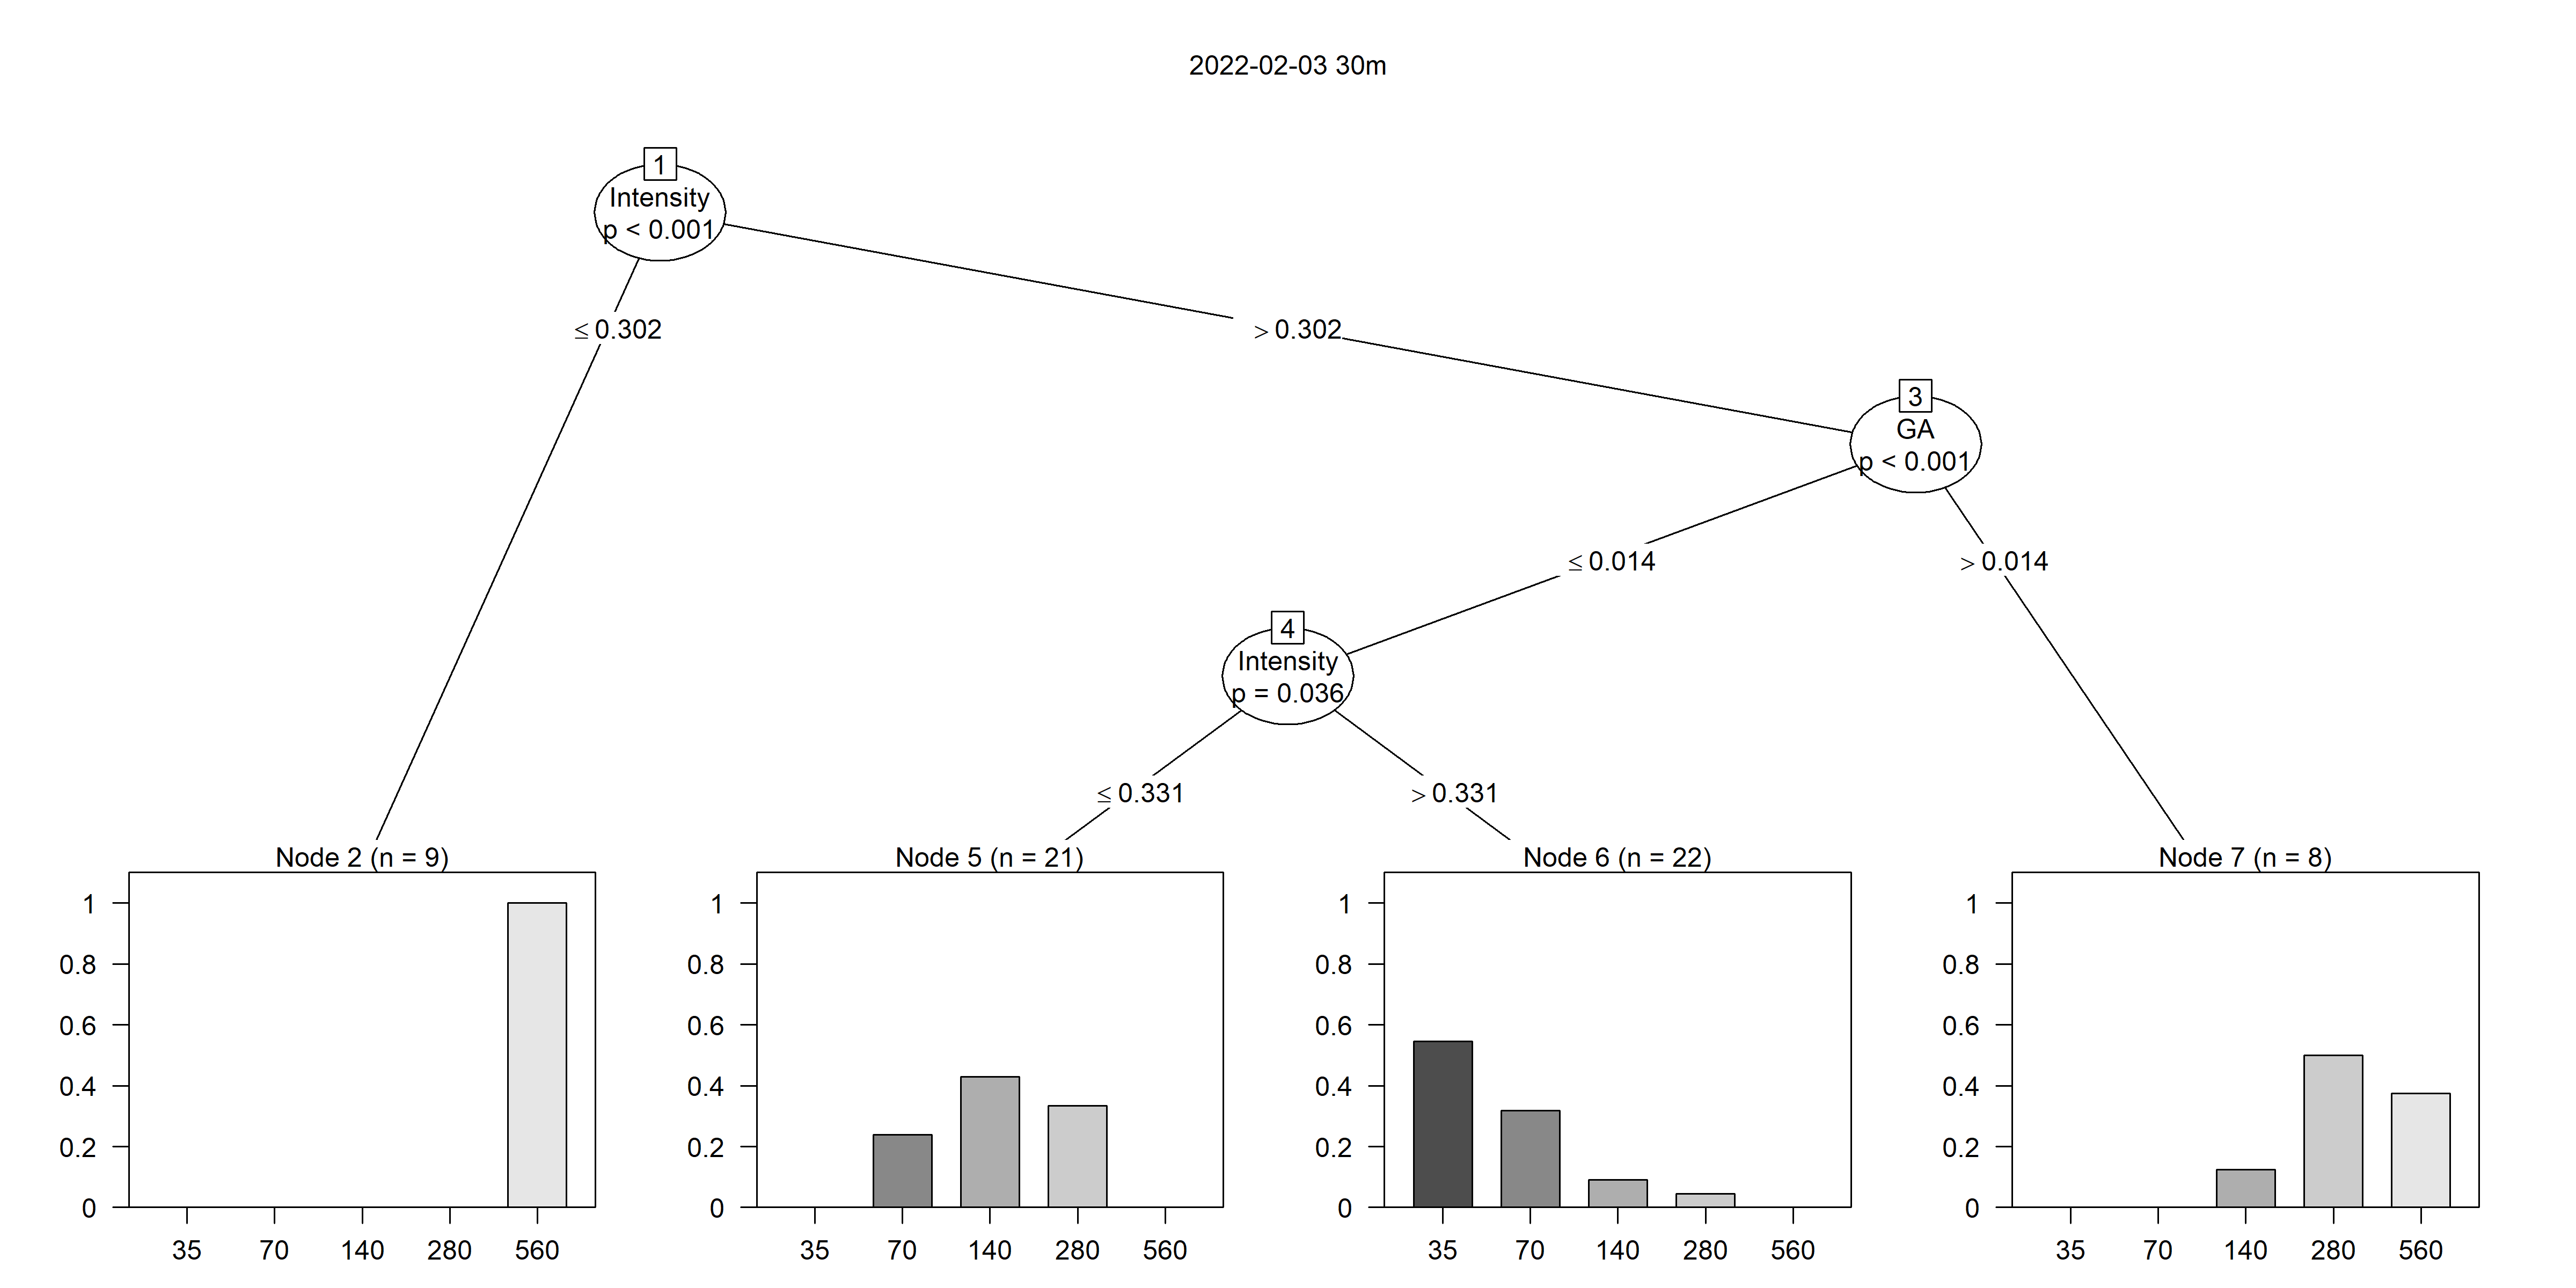 2022-02-03 30m
1
Intensity
p < 0.001
≤ 0.302
> 0.302
3
GA
p < 0.001
≤ 0.014
> 0.014
4
Intensity
p = 0.036
≤ 0.331
> 0.331
Node 2 (n = 9)
1
0.8
0.6
0.4
0.2
0
35 70 140 280 560
Node 5 (n = 21)
1
0.8
0.6
0.4
0.2
0
35 70 140 280 560
Node 6 (n = 22)
1
0.8
0.6
0.4
0.2
0
35 70 140 280 560
Node 7 (n = 8)
1
0.8
0.6
0.4
0.2
0
35 70 140 280 560